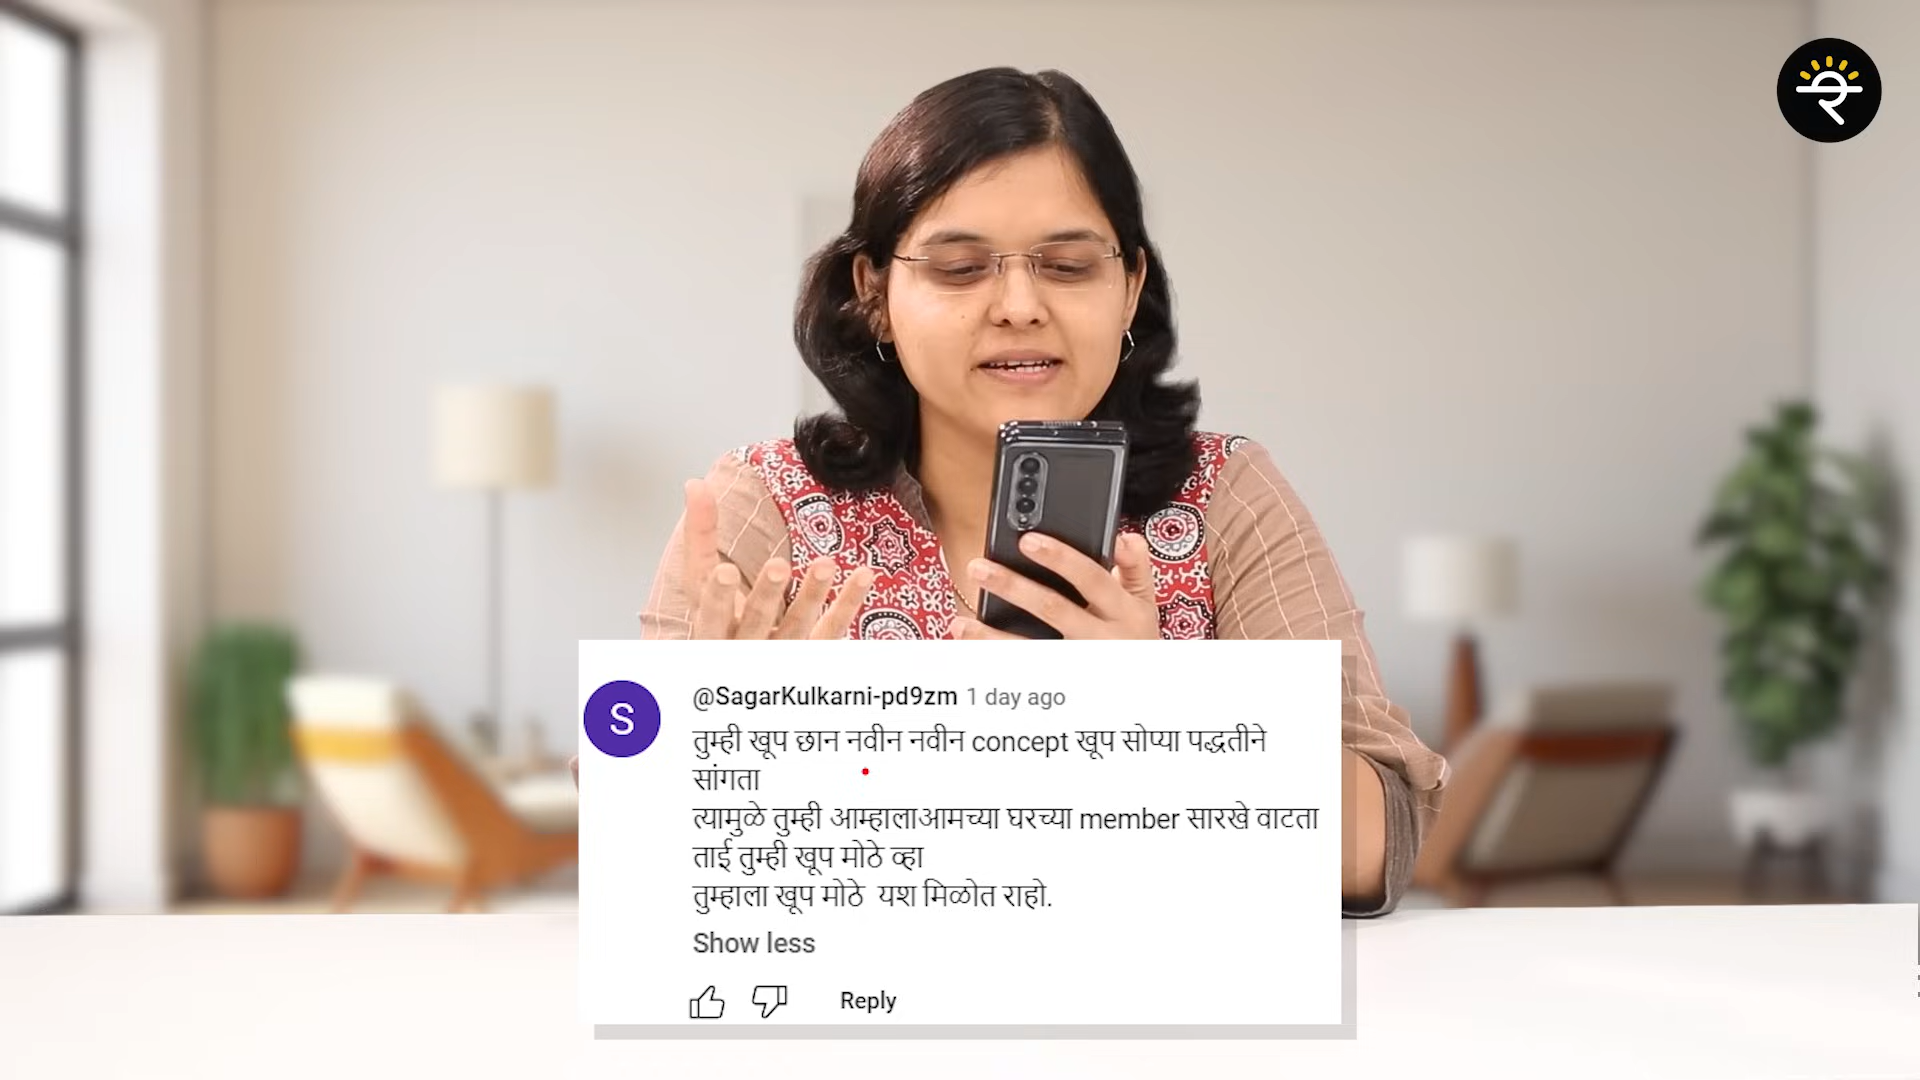 S
@SagarKulkarni-pd9zm 1 day ago
तुम्ही खूप छान नवीन नवीन concept खूप सोप्या पद्धतीने
सांगता
त्यामुळे तुम्ही आम्हालाआमच्या घरच्या member सारखे वाटता
ताई तुम्ही खूप मोठे व्हा
तुम्हाला खूप मोठे  यश मिळोत राहो.
Show less
Reply